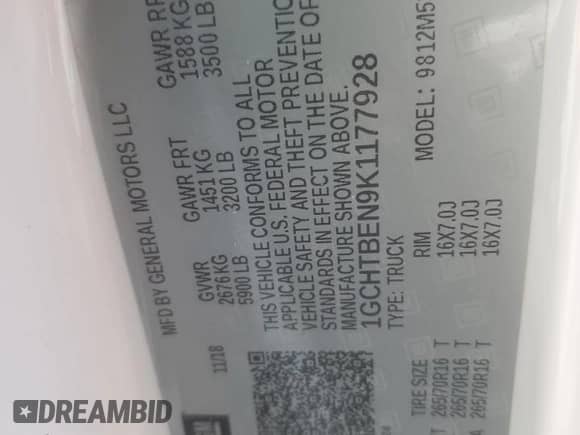 MFD BY GENERAL MOTORS LLC
11/18
GVWR GAWR FRT GAWR RR
2676 KG 1451 KG 1588 KG
5900 LB 3200 LB 3500 LB
THIS VEHICLE CONFORMS TO ALL
APPLICABLE U.S. FEDERAL MOTOR
VEHICLE SAFETY AND THEFT PREVENTIO
STANDARDS IN EFFECT ON THE DATE OF
MANUFACTURE SHOWN ABOVE.
1GCHTBEN9K1177928
TYPE: TRUCK MODEL: 9812M5
TIRE SIZE RIM
T 265/70R16 T 16X7.0J
265/70R16 T 16X7.0J
265/70R16 T 16X7.0J
DREAMBID